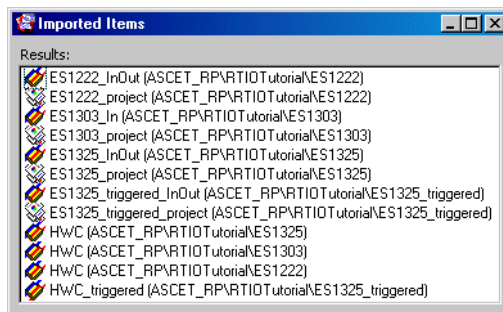 Imported Items
Results:
ES1222_InOut (ASCET_RP\RTIOTutorial\ES1222)
ES1222_project (ASCET_RP\RTIOTutorial\ES1222)
ES1303_In (ASCET_RP\RTIOTutorial\ES1303)
ES1303_project (ASCET_RP\RTIOTutorial\ES1303)
ES1325_InOut (ASCET_RP\RTIOTutorial\ES1325)
ES1325_project (ASCET_RP\RTIOTutorial\ES1325)
ES1325_triggered_InOut (ASCET_RP\RTIOTutorial\ES1325_triggered)
ES1325_triggered_project (ASCET_RP\RTIOTutorial\ES1325_triggered)
HWC (ASCET_RP\RTIOTutorial\ES1325)
HWC (ASCET_RP\RTIOTutorial\ES1303)
HWC (ASCET_RP\RTIOTutorial\ES1222)
HWC_triggered (ASCET_RP\RTIOTutorial\ES1325_triggered)